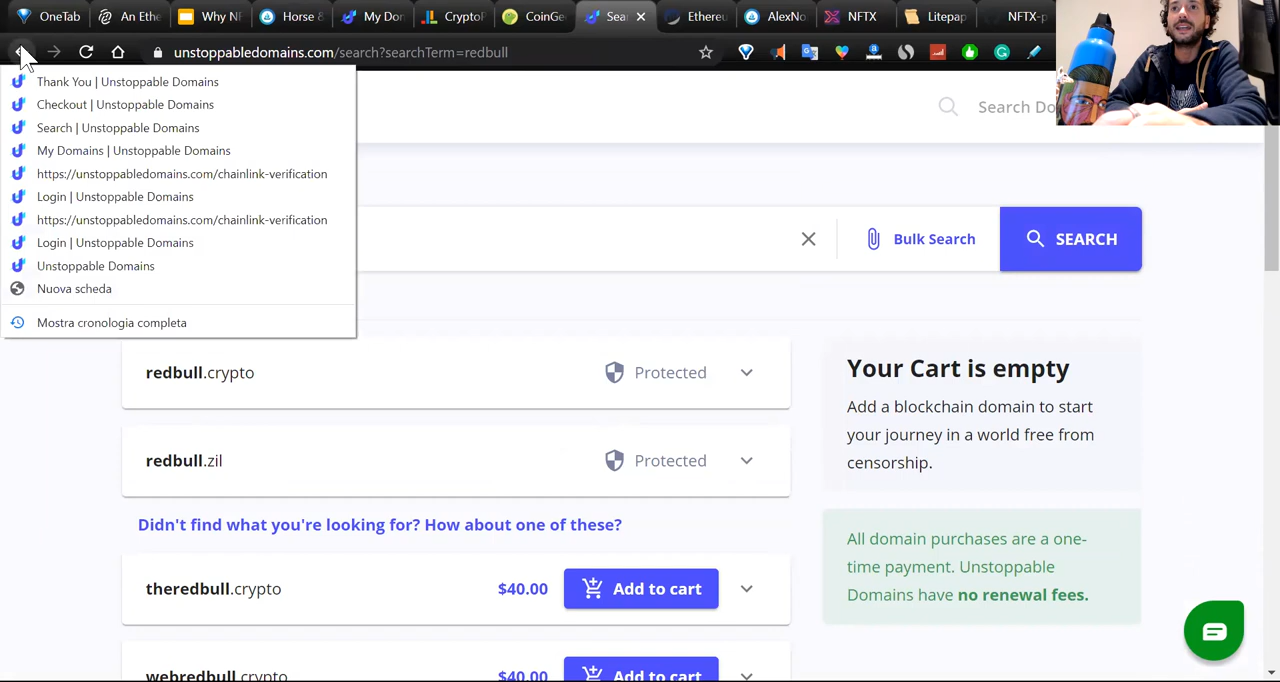 OneTab
An Ethe
Why NF
Horse &
My Dor
CryptoP
CoinGe
Sear
Ethereu
AlexNo
NFTX
Litepap
NFTX-p
unstoppabledomains.com/search?searchTerm=redbull
Thank You | Unstoppable Domains
Checkout | Unstoppable Domains
Search | Unstoppable Domains
My Domains | Unstoppable Domains
https://unstoppabledomains.com/chainlink-verification
Login | Unstoppable Domains
https://unstoppabledomains.com/chainlink-verification
Login | Unstoppable Domains
Unstoppable Domains
Nuova scheda
Mostra cronologia completa
Search Do
Bulk Search
SEARCH
redbull.crypto
Protected
redbull.zil
Protected
Didn't find what you're looking for? How about one of these?
theredbull.crypto
$40.00
Add to cart
webredbull.crypto
$40.00
Add to cart
Your Cart is empty
Add a blockchain domain to start
your journey in a world free from
censorship.
All domain purchases are a one-
time payment. Unstoppable
Domains have no renewal fees.